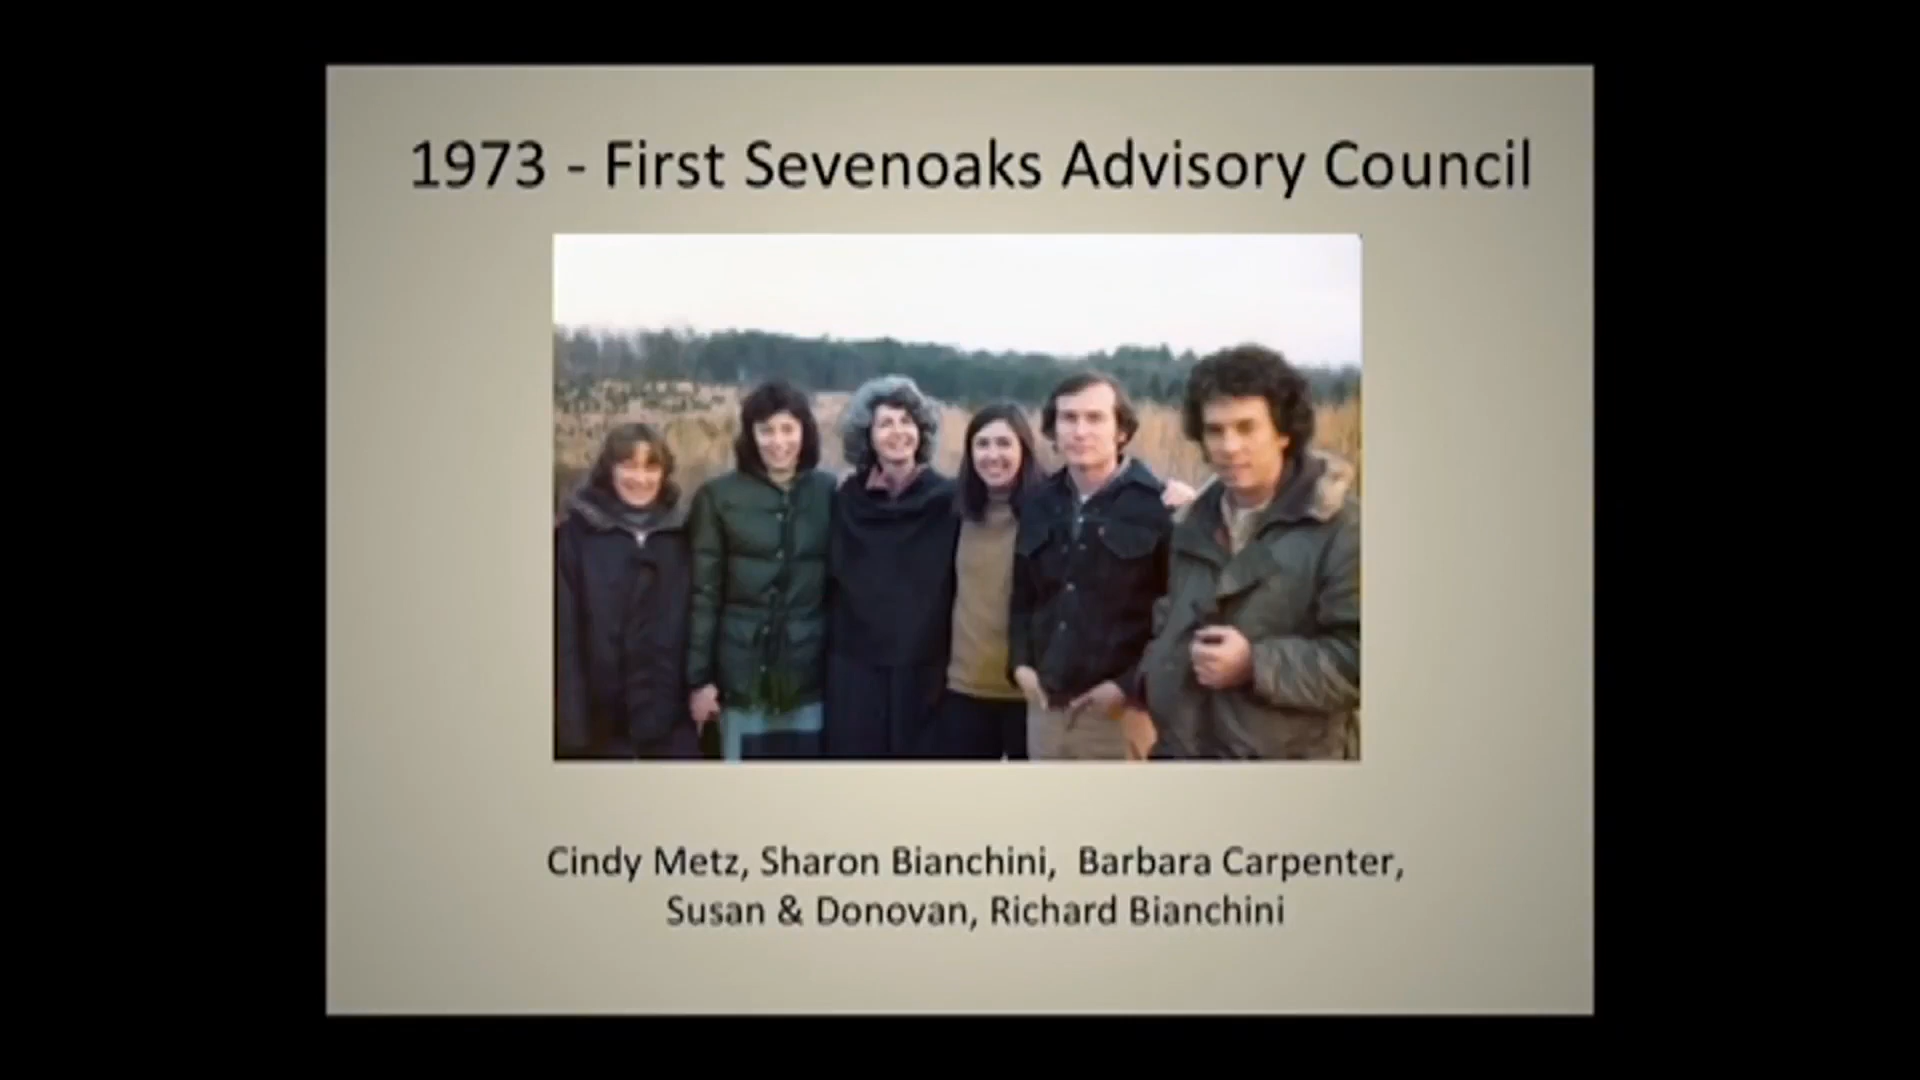 1973 - First Sevenoaks Advisory Council
Cindy Metz, Sharon Bianchini, Barbara Carpenter,
Susan & Donovan, Richard Bianchini